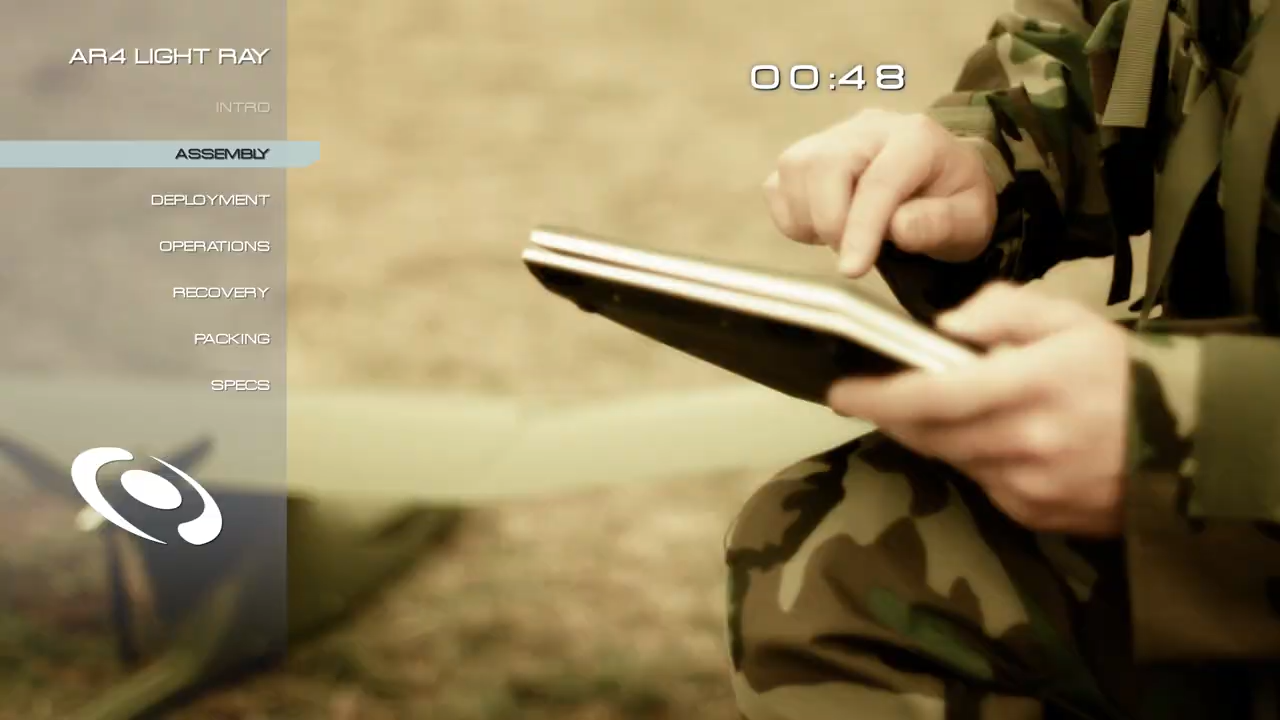 AR4 LIGHT RAY
INTRO
ASSEMBLY
DEPLOYMENT
OPERATIONS
RECOVERY
PACKING
SPECS
00:48